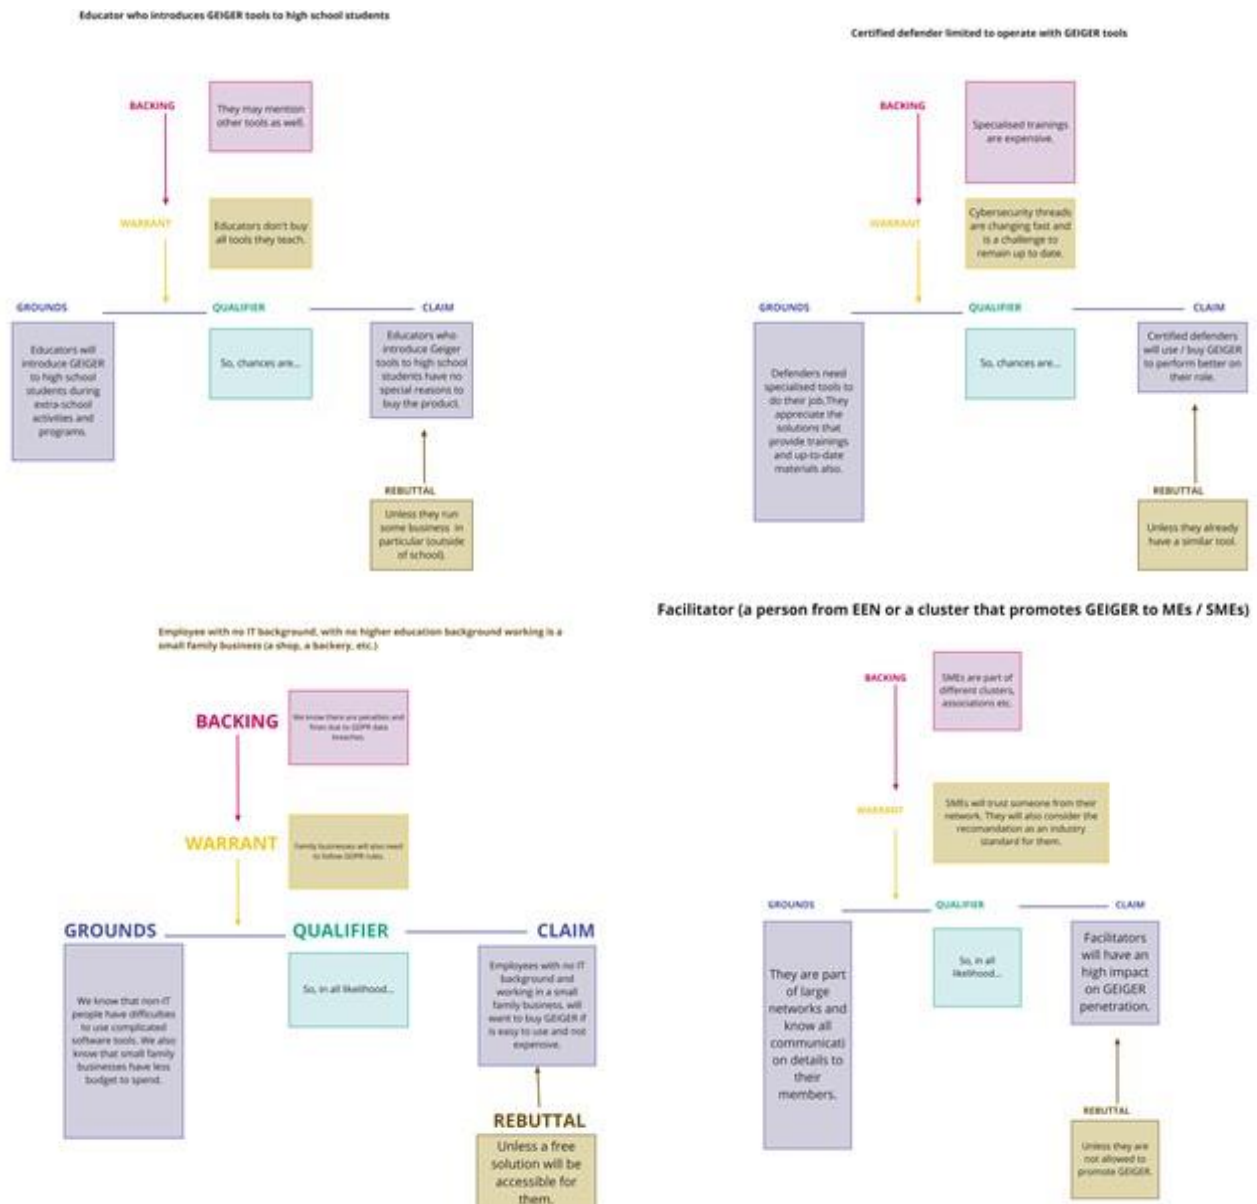 Educator who introduces GEIGER tools to high school students
BACKING
They may mention
other tools as well.
WARRANT
Educators don't buy
all tools they teach.
GROUNDS
QUALIFIER
CLAIM
Educators will
introduce GEIGER
to high school
students during
extra-school
activities and
programs.
So, chances are...
Educators who
introduce Geiger
tools to high school
students have no
special reasons to
buy the product.
REBUTTAL
Unless they run
some business in
particular (outside
of school).
Certified defender limited to operate with GEIGER tools
BACKING
Specialised trainings
are expensive.
WARRANT
Cybersecurity threads
are changing fast and
is a challenge to
remain up to date.
GROUNDS
QUALIFIER
CLAIM
Defenders need
specialised tools to
do their job.They
appreciate the
solutions that
provide trainings
and up-to-date
materials also.
So, chances are...
Certified defenders
will use / buy GEIGER
to perform better on
their role.
REBUTTAL
Unless they already
have a similar tool.
Employee with no IT background, with no higher education background working is a
small family business (a shop, a backery, etc.)
BACKING
We know there are penalties and
fines due to GDPR data
breaches.
WARRANT
Family businesses will also need
to follow GDPR rules.
GROUNDS
QUALIFIER
CLAIM
We know that non-IT
people have difficulties
to use complicated
software tools. We also
know that small family
businesses have less
budget to spend.
So, in all likelihood...
Employees with no IT
background and
working in a small
family business, will
want to buy GEIGER if
is easy to use and not
expensive.
REBUTTAL
Unless a free
solution will be
accessible for
them.
Facilitator (a person from EEN or a cluster that promotes GEIGER to MEs / SMEs)
BACKING
SMEs are part of
different clusters,
associations etc.
WARRANT
SMEs will trust someone from their
network. They will also consider the
recomandation as an industry
standard for them.
GROUNDS
QUALIFIER
CLAIM
They are part
of large
networks and
know all
communicati
on details to
their
members.
So, in all
likelihood...
Facilitators
will have an
high impact
on GEIGER
penetration.
REBUTTAL
Unless they are
not allowed to
promote GEIGER.